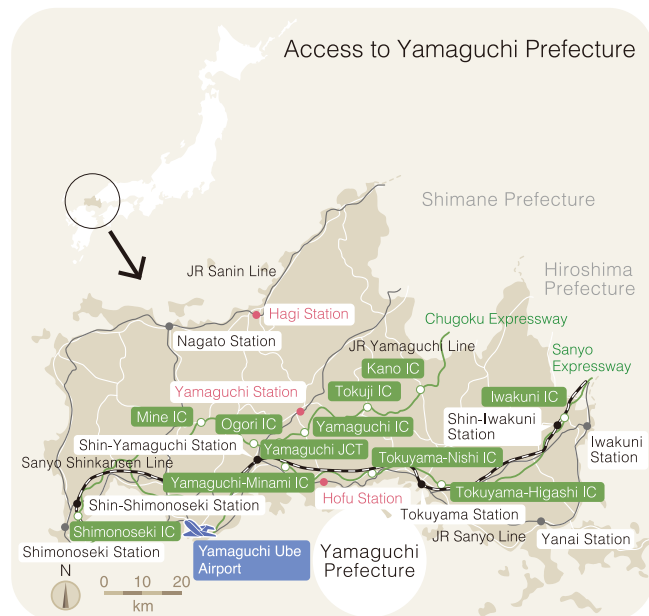 Access to Yamaguchi Prefecture
Shimane Prefecture
Hiroshima
Prefecture
JR Sanin Line
Hagi Station
Nagato Station
Chugoku Expressway
JR Yamaguchi Line
Sanyo
Expressway
Kano IC
Yamaguchi Station
Tokuji IC
Iwakuni IC
Mine IC
Ogori IC
Yamaguchi IC
Shin-Iwakuni
Station
Shin-Yamaguchi Station
Yamaguchi JCT
Iwakuni
Station
Sanyo Shinkansen Line
Tokuyama-Nishi IC
Yamaguchi-Minami IC
Hofu Station
Tokuyama-Higashi IC
Shin-Shimonoseki Station
Tokuyama Station
Shimonoseki IC
JR Sanyo Line
Yanai Station
Shimonoseki Station
Yamaguchi Ube
Airport
Yamaguchi
Prefecture
N
0 10 20
km